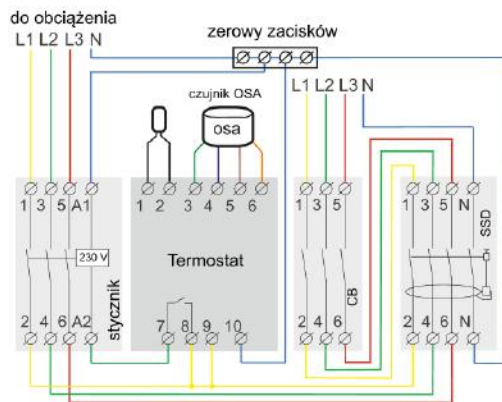 do obciążenia
L1 L2 L3 N
zerowy zacisków
czujnik OSA
osa
L1 L2 L3 N
1 3 5 A1
1 2 3 4 5 6
1 3 5
1 3 5 N
230 V
Termostat
stycznik
CB
SSD
2 4 6 A2
7 8 9 10
2 4 6
2 4 6 N